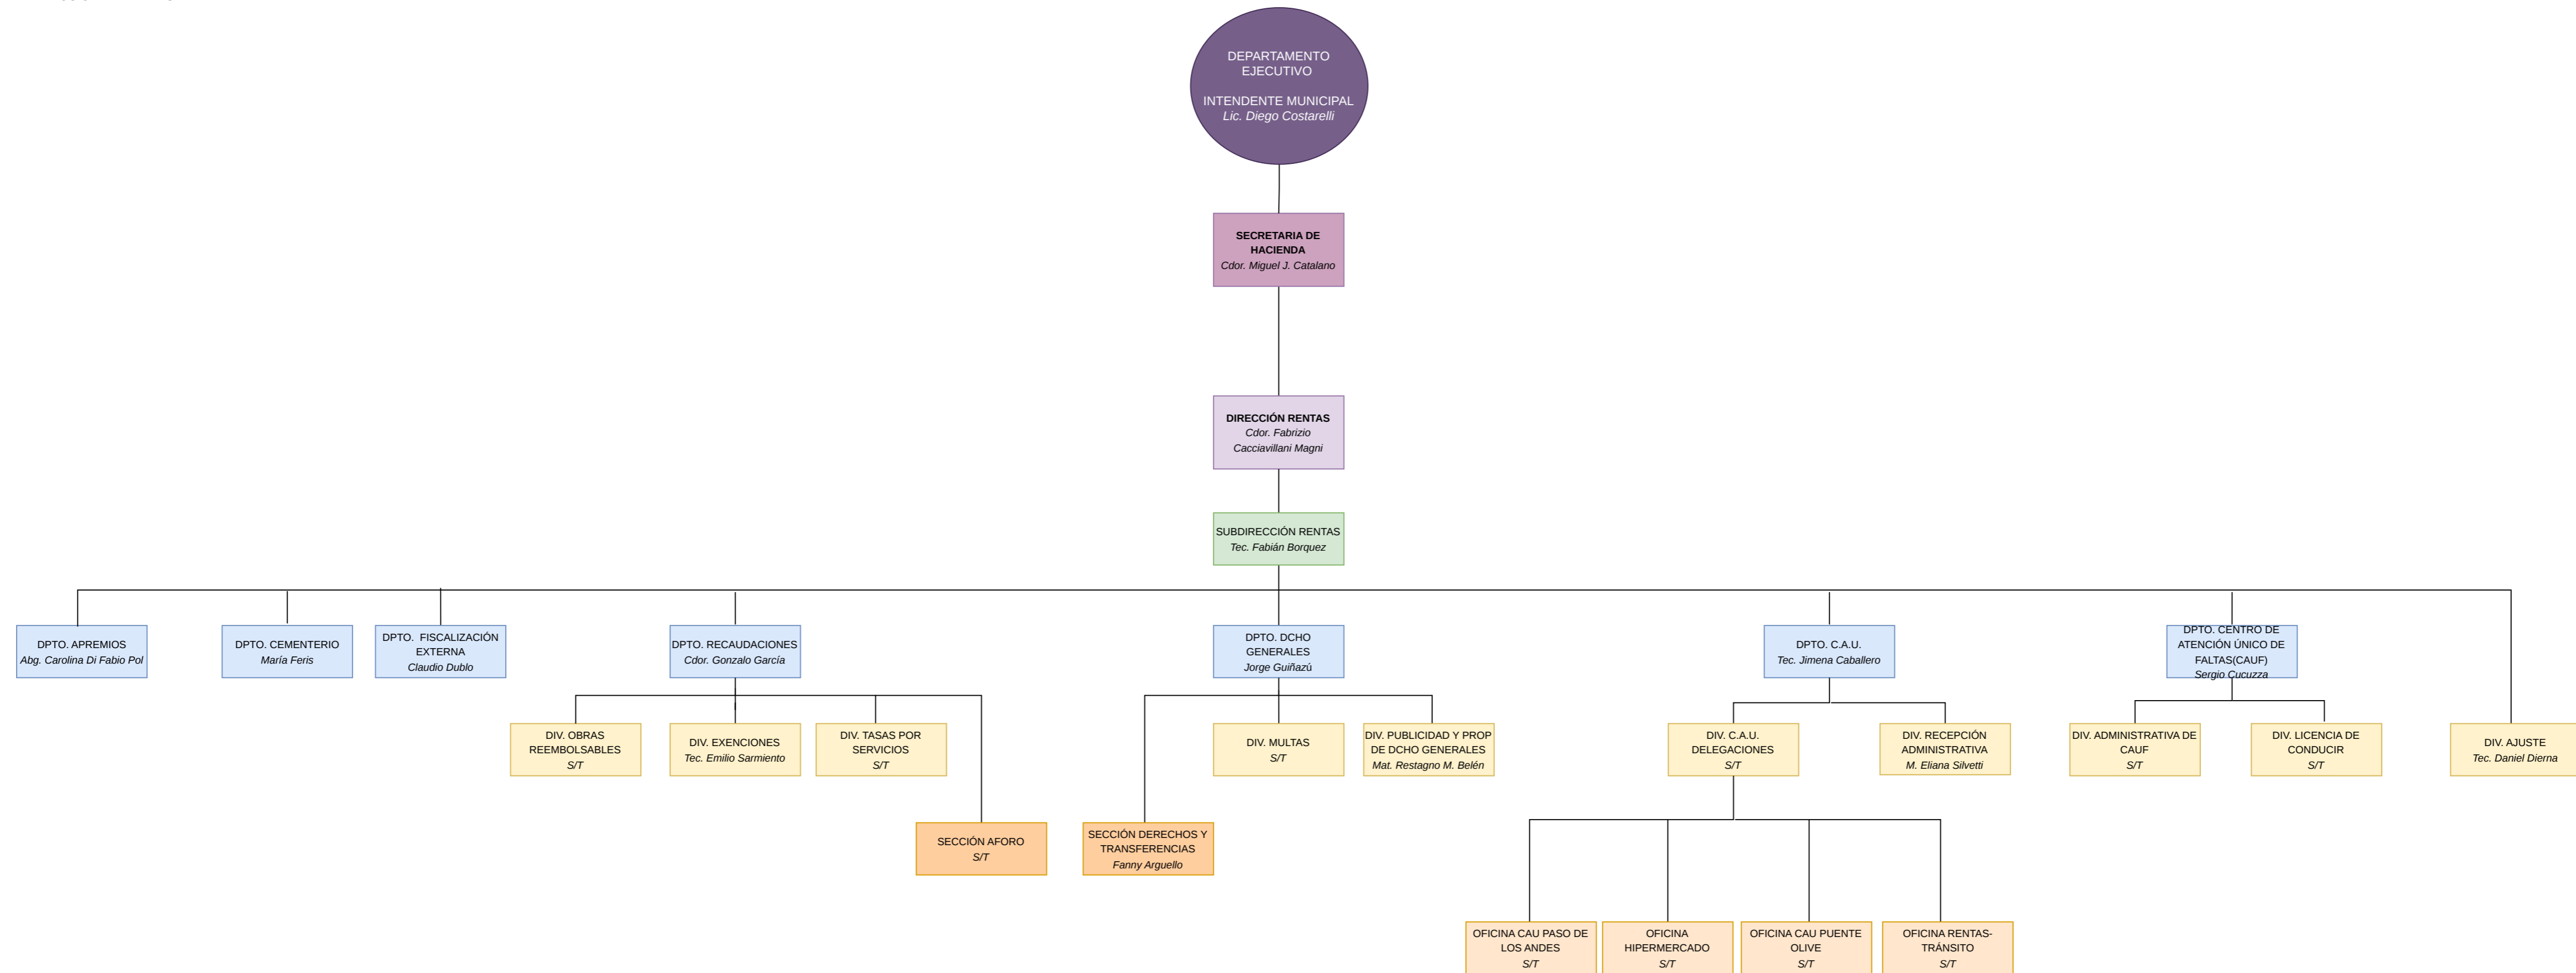 DEPARTAMENTO
EJECUTIVO
INTENDENTE MUNICIPAL
Lic. Diego Costarelli
SECRETARIA DE
HACIENDA
Cdor. Miguel J. Catalano
DIRECCIÓN RENTAS
Cdor. Fabrizio
Cacciavillani Magni
SUBDIRECCIÓN RENTAS
Tec. Fabián Borquez
DPTO. APREMIOS
Abg. Carolina Di Fabio Pol
DPTO. CEMENTERIO
María Feris
DPTO. FISCALIZACIÓN
EXTERNA
Claudio Dublo
DPTO. RECAUDACIONES
Cdor. Gonzalo García
DPTO. DCHO
GENERALES
Jorge Guiñazú
DPTO. C.A.U.
Tec. Jimena Caballero
DPTO. CENTRO DE
ATENCIÓN ÚNICO DE
FALTAS(CAUF)
Sergio Cucuzza
DIV. OBRAS
REEMBOLSABLES
S/T
DIV. EXENCIONES
Tec. Emilio Sarmiento
DIV. TASAS POR
SERVICIOS
S/T
DIV. MULTAS
S/T
DIV. PUBLICIDAD Y PROP
DE DCHO GENERALES
Mat. Restagno M. Belén
DIV. C.A.U.
DELEGACIONES
S/T
DIV. RECEPCIÓN
ADMINISTRATIVA
M. Eliana Silvetti
DIV. ADMINISTRATIVA DE
CAUF
S/T
DIV. LICENCIA DE
CONDUCIR
S/T
DIV. AJUSTE
Tec. Daniel Dierna
SECCIÓN AFORO
S/T
SECCIÓN DERECHOS Y
TRANSFERENCIAS
Fanny Arguello
OFICINA CAU PASO DE
LOS ANDES
S/T
OFICINA
HIPERMERCADO
S/T
OFICINA CAU PUENTE
OLIVE
S/T
OFICINA RENTAS-
TRÁNSITO
S/T